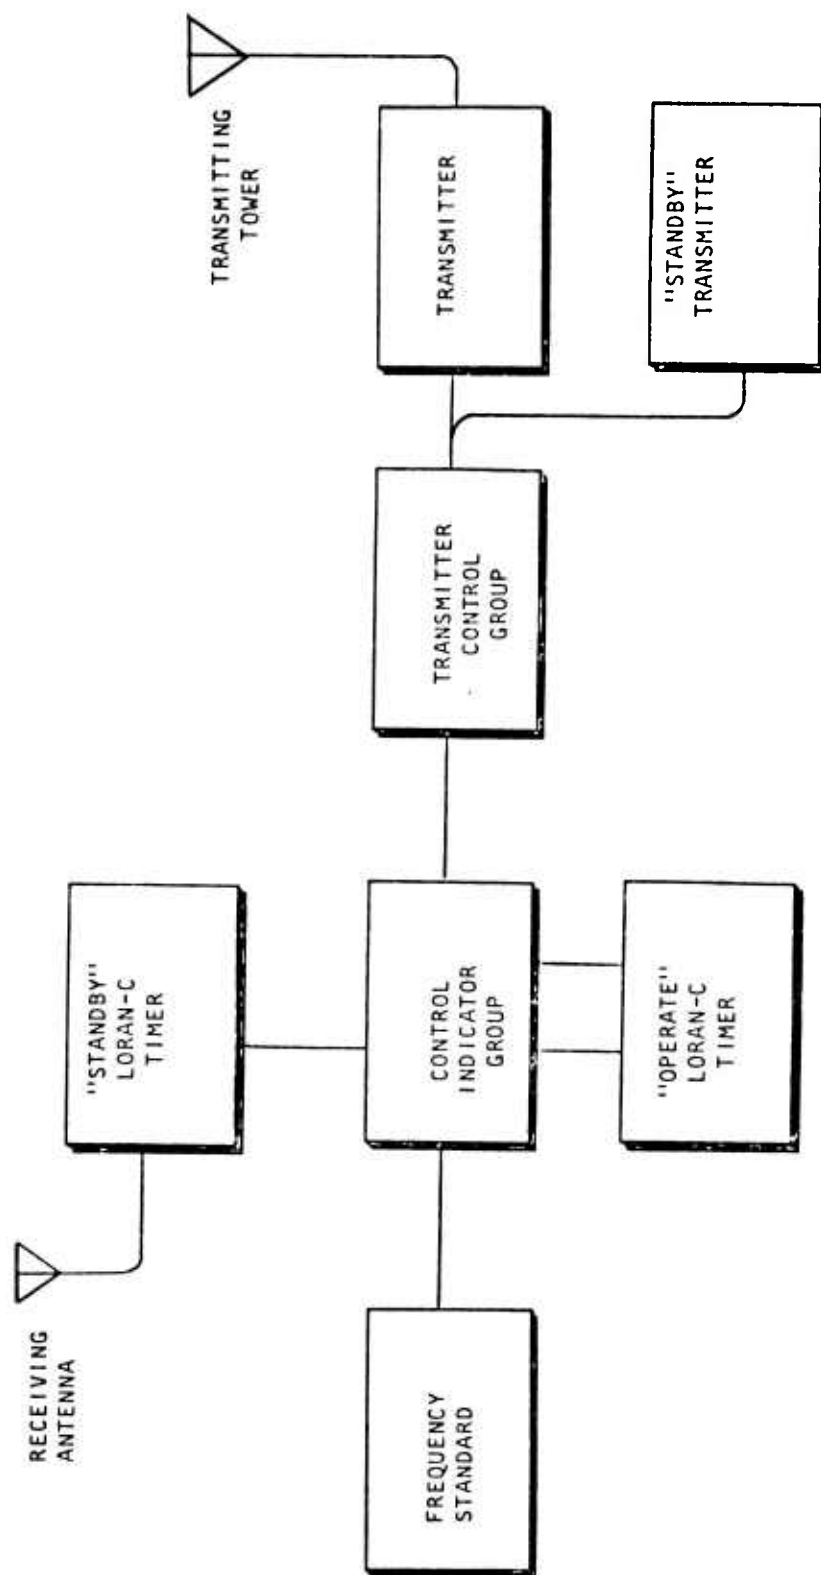 RECEIVING
ANTENNA
"STANDBY"
LORAN-C
TIMER
TRANSMITTING
TOWER
FREQUENCY
STANDARD
CONTROL
INDICATOR
GROUP
TRANSMITTER
CONTROL
GROUP
TRANSMITTER
"OPERATE"
LORAN-C
TIMER
"STANDBY"
TRANSMITTER